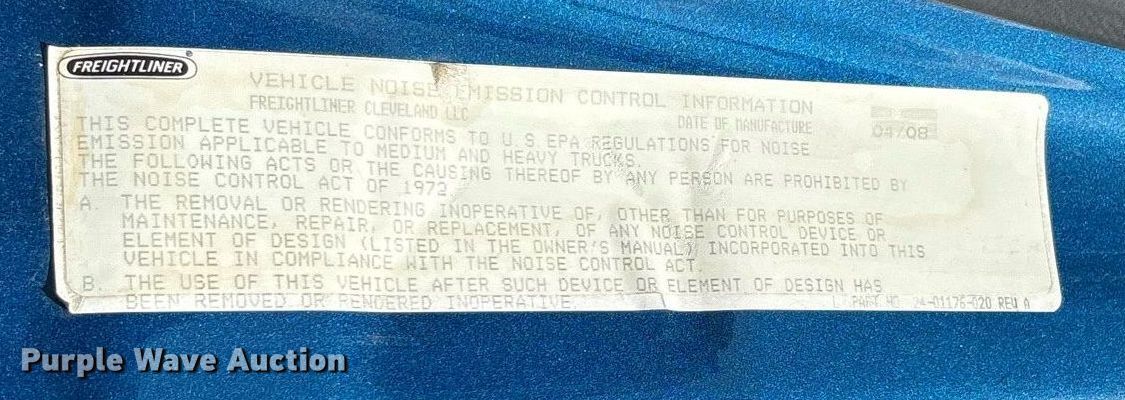 FREIGHTLINER
VEHICLE NOISE EMISSION CONTROL INFORMATION
FREIGHTLINER CLEVELAND LLC
DATE OF MANUFACTURE 04/08
THIS COMPLETE VEHICLE CONFORMS TO U.S EPA REGULATIONS FOR NOISE
EMISSION APPLICABLE TO MEDIUM AND HEAVY TRUCKS.
THE FOLLOWING ACTS OR THE CAUSING THEREOF BY ANY PERSON ARE PROHIBITED BY
THE NOISE CONTROL ACT OF 1972
A. THE REMOVAL OR RENDERING INOPERATIVE OF, OTHER THAN FOR PURPOSES OF
MAINTENANCE, REPAIR, OR REPLACEMENT, OF ANY NOISE CONTROL DEVICE OR
ELEMENT OF DESIGN (LISTED IN THE OWNER'S MANUAL) INCORPORATED INTO THIS
VEHICLE IN COMPLIANCE WITH THE NOISE CONTROL ACT.
B. THE USE OF THIS VEHICLE AFTER SUCH DEVICE OR ELEMENT OF DESIGN HAS
BEEN REMOVED OR RENDERED INOPERATIVE.
PART NO 24-01176-020 REV A
Purple Wave Auction